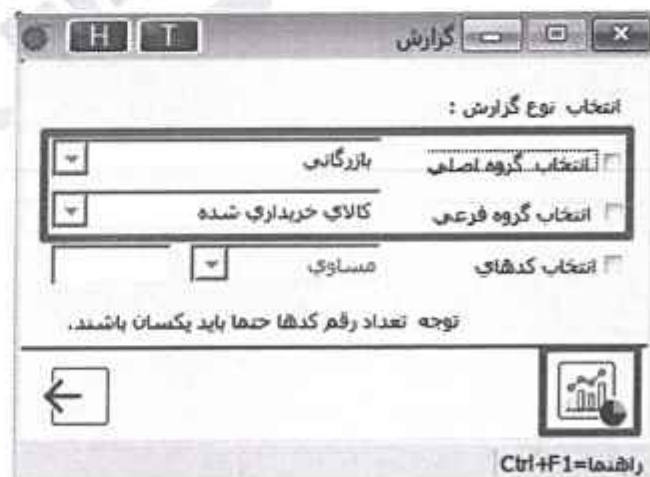 گزارش H T
انتخاب نوع گزارش :
انتخاب گروه اصلی بازرگانی
انتخاب گروه فرعی کالای خریداری شده
انتخاب کدهای مساوی
توجه تعداد رقم کدها حتما باید یکسان باشند.
راهنما=Ctrl+F1